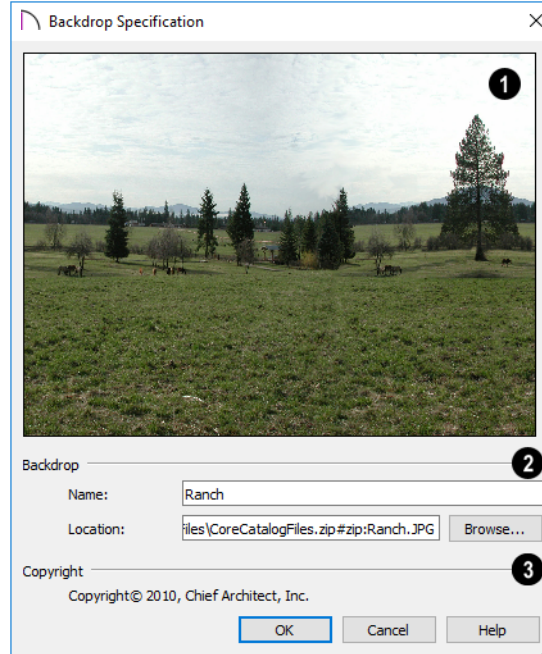 Backdrop Specification
1
Backdrop
2
Name: Ranch
Location: files\CoreCatalogFiles.zip#zip:Ranch.JPG Browse...
Copyright
3
Copyright© 2010, Chief Architect, Inc.
OK Cancel Help